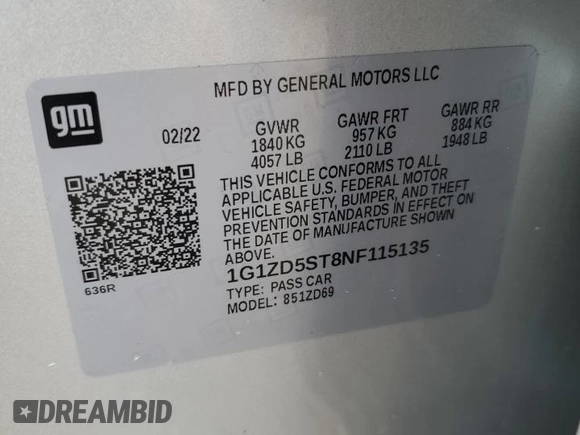 MFD BY GENERAL MOTORS LLC
gm
02/22 GVWR GAWR FRT GAWR RR
1840 KG 957 KG 884 KG
4057 LB 2110 LB 1948 LB
THIS VEHICLE CONFORMS TO ALL
APPLICABLE U.S. FEDERAL MOTOR
VEHICLE SAFETY, BUMPER, AND THEFT
PREVENTION STANDARDS IN EFFECT ON
THE DATE OF MANUFACTURE SHOWN
ABOVE.
1G1ZD5ST8NF115135
636R
TYPE: PASS CAR
MODEL: 851ZD69
DREAMBID